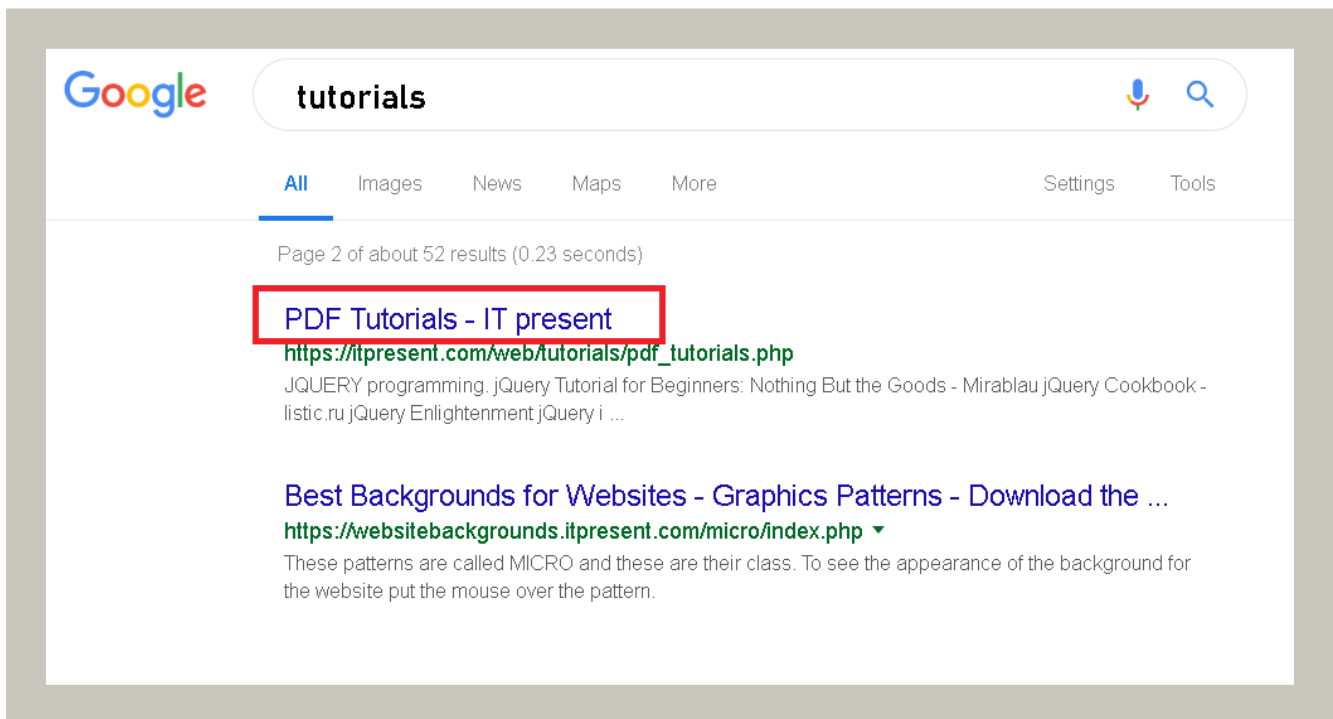 Google
tutorials
All Images News Maps More Settings Tools
Page 2 of about 52 results (0.23 seconds)
PDF Tutorials - IT present
https://itpresent.com/web/tutorials/pdf_tutorials.php
JQUERY programming. jQuery Tutorial for Beginners: Nothing But the Goods - Mirablau jQuery Cookbook -
listic.ru jQuery Enlightenment jQuery i ...
Best Backgrounds for Websites - Graphics Patterns - Download the ...
https://websitebackgrounds.itpresent.com/micro/index.php
These patterns are called MICRO and these are their class. To see the appearance of the background for
the website put the mouse over the pattern.